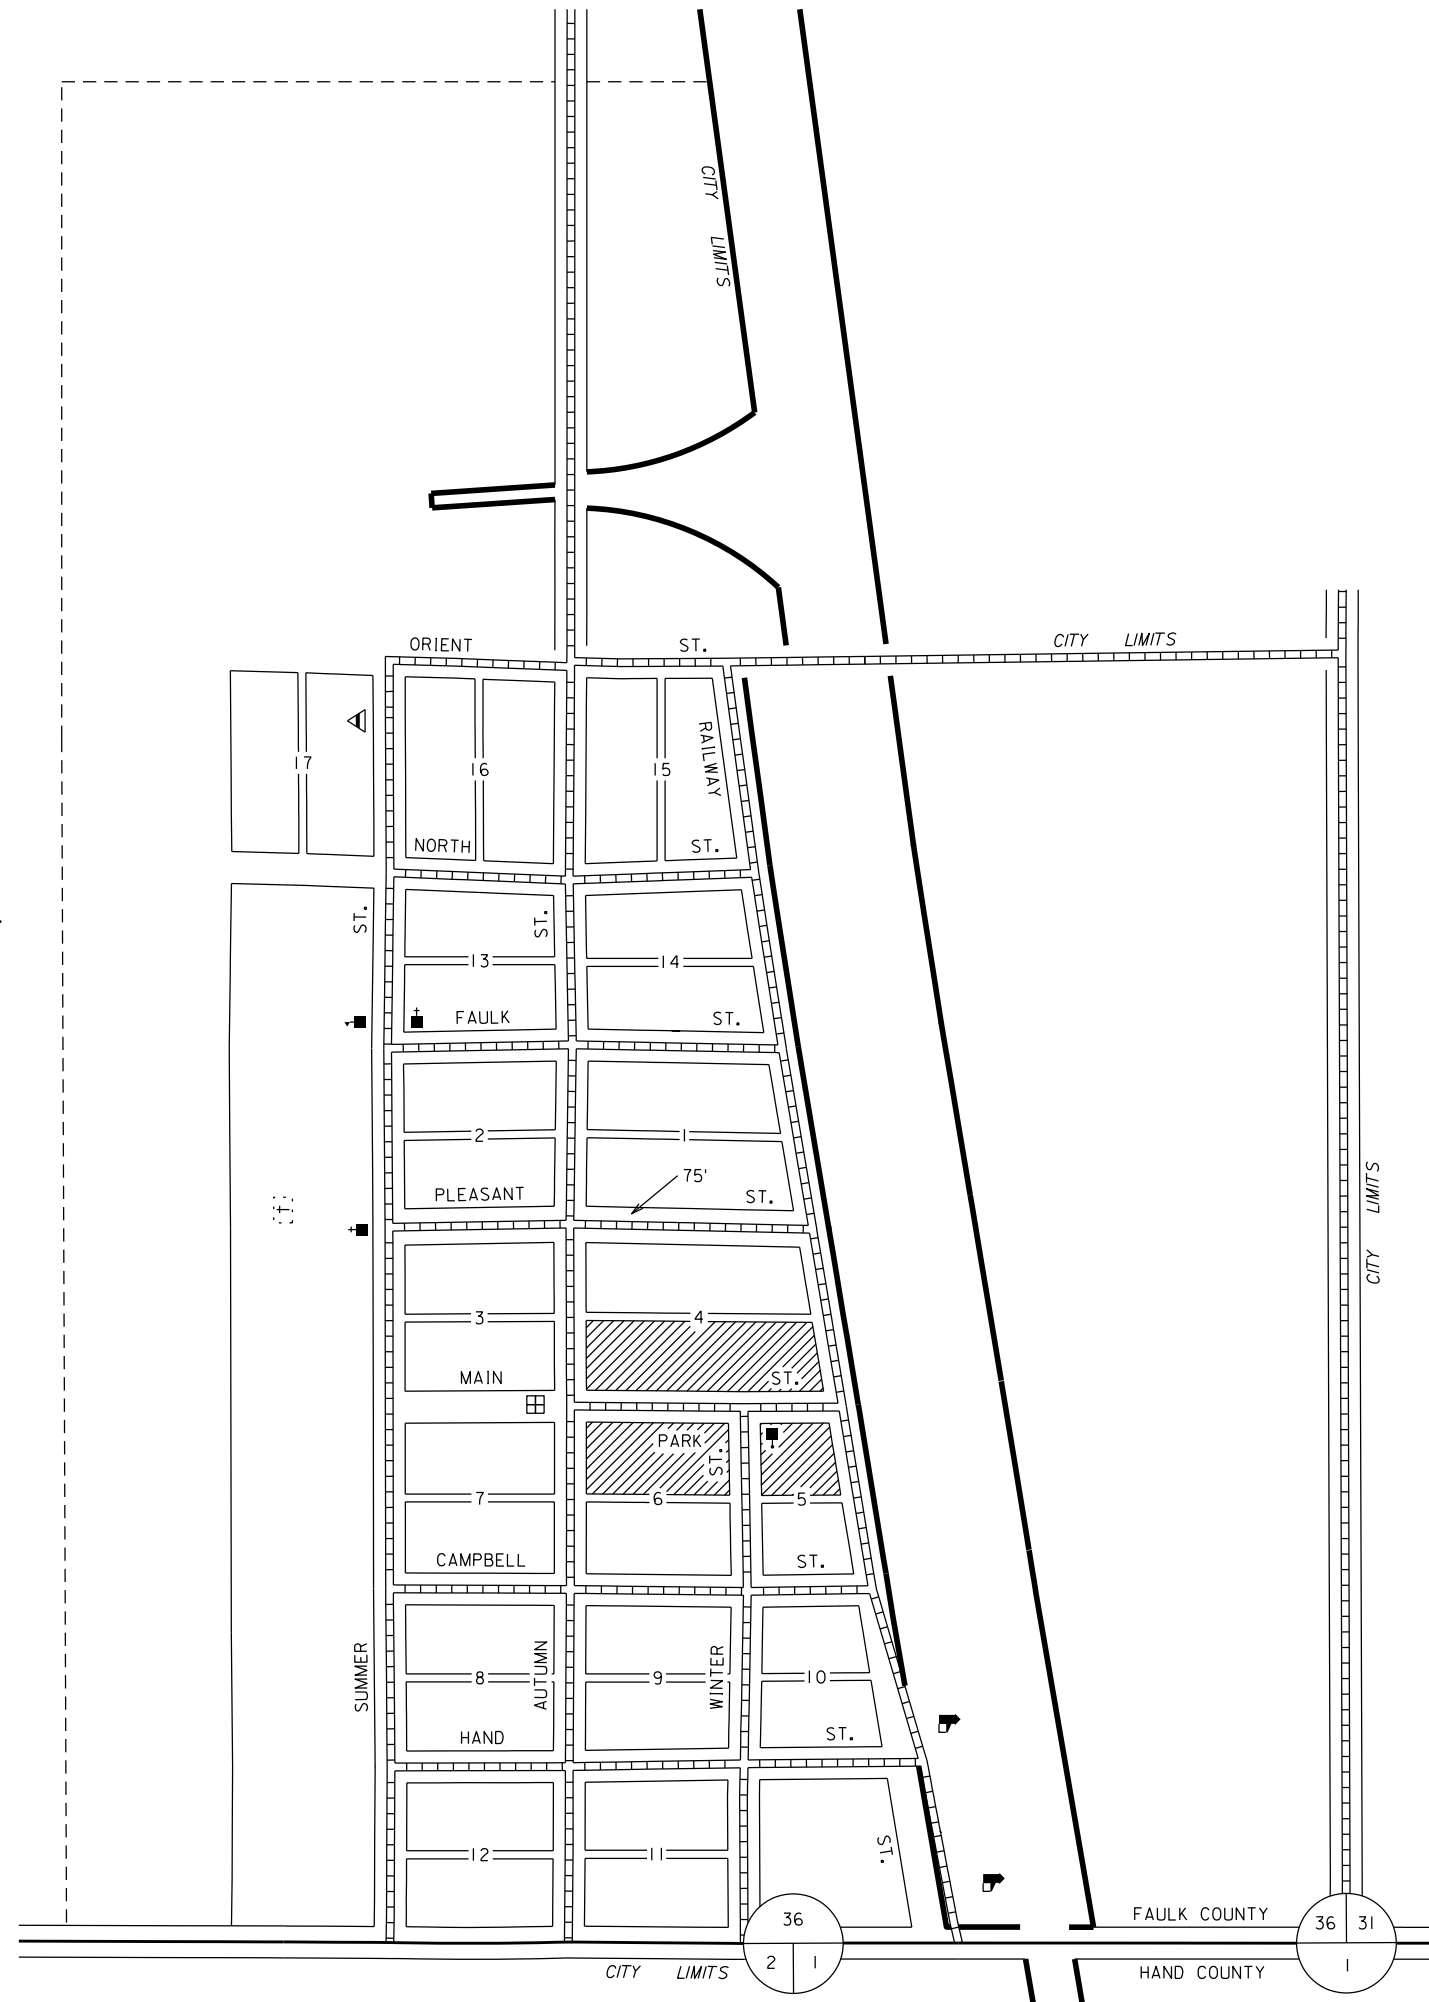 CITY LIMITS
ORIENT ST.
CITY LIMITS
17
16
15
RAILWAY
NORTH ST.
ST.
ST.
13
14
FAULK ST.
2
1
75'
PLEASANT ST.
CITY LIMITS
3
4
MAIN ST.
PARK
ST.
7
6
5
CAMPBELL ST.
SUMMER
AUTUMN
WINTER
8
9
10
HAND ST.
12
11
ST.
36
FAULK COUNTY
36 31
2 1
CITY LIMITS
HAND COUNTY
1